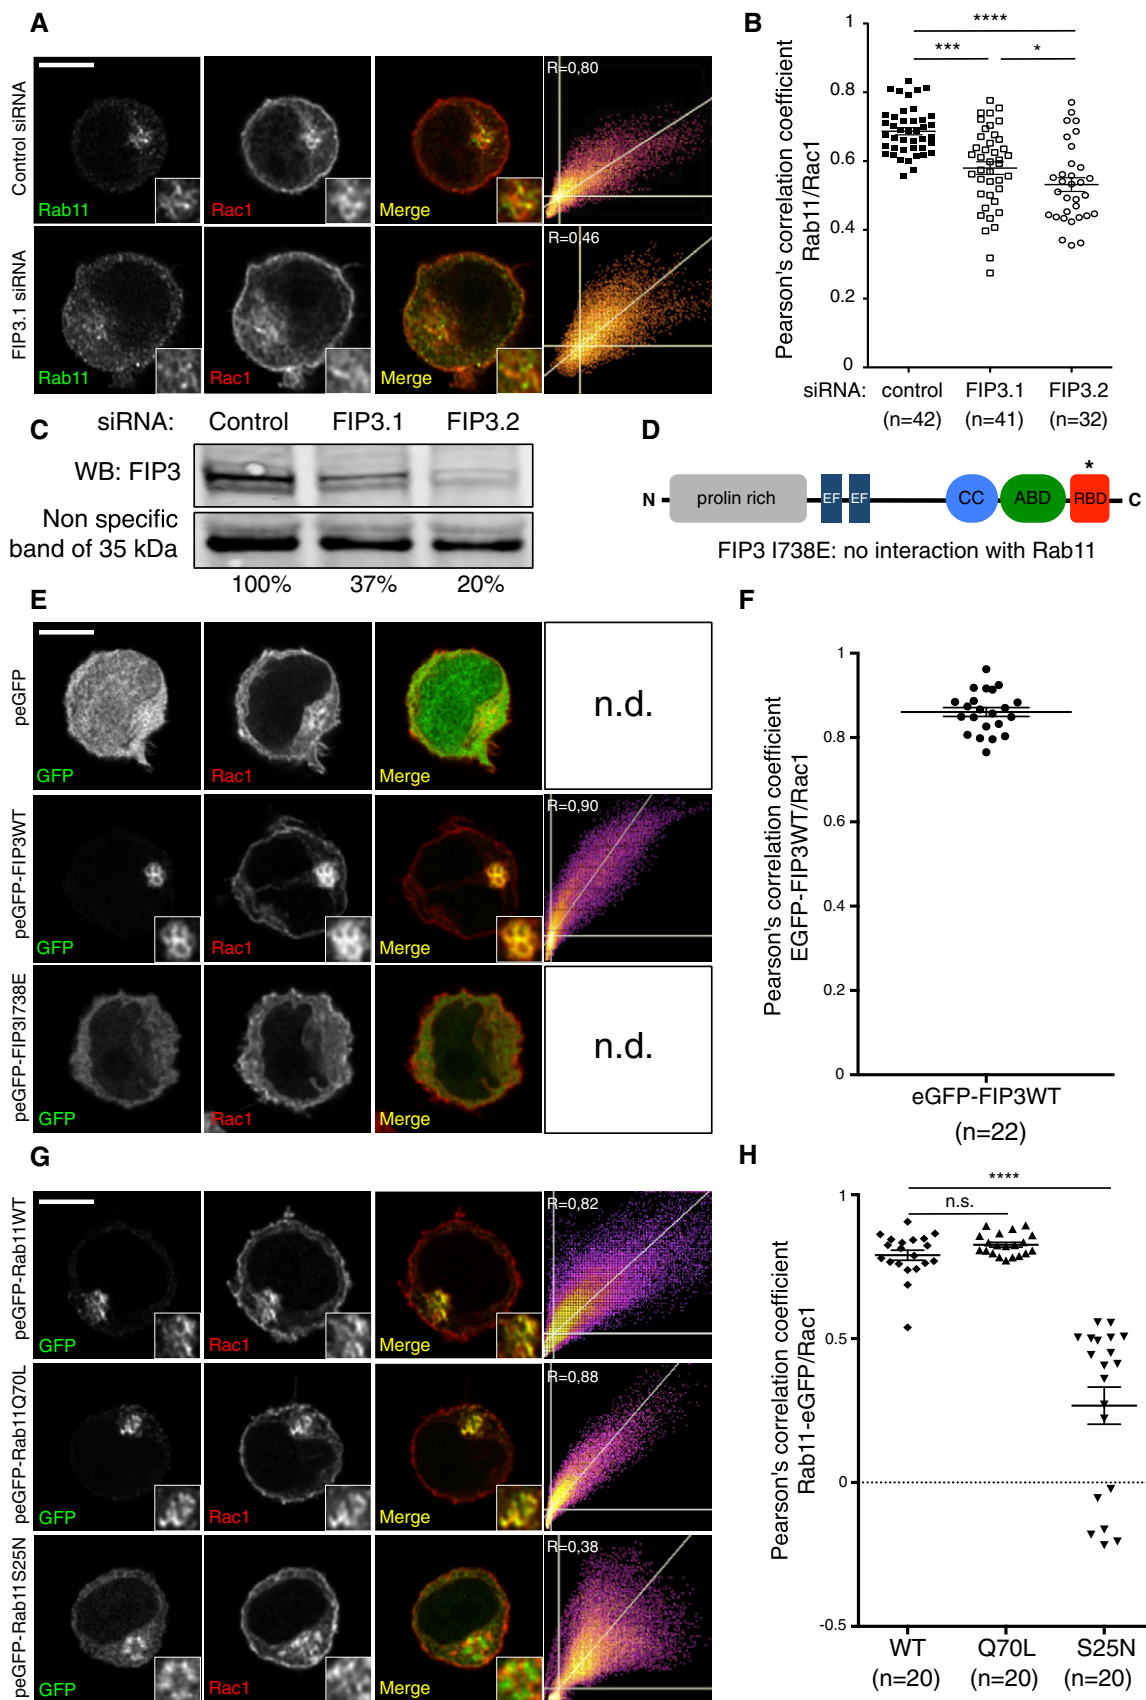 A
Control siRNA
Rab11
Rac1
Merge
R=0,80
FIP3.1 siRNA
Rab11
Rac1
Merge
R=0,46
B
Pearson's correlation coefficient
Rab11/Rac1
1
0.8
0.6
0.4
0.2
0
****
***
*
siRNA: control FIP3.1 FIP3.2
(n=42) (n=41) (n=32)
C
siRNA: Control FIP3.1 FIP3.2
WB: FIP3
Non specific
band of 35 kDa
100% 37% 20%
D
*
N prolin rich EF EF CC ABD RBD C
FIP3 I738E: no interaction with Rab11
E
peGFP
GFP
Rac1
Merge
n.d.
peGFP-FIP3WT
GFP
Rac1
Merge
R=0,90
peGFP-FIP3I738E
GFP
Rac1
Merge
n.d.
F
Pearson's correlation coefficient
EGFP-FIP3WT/Rac1
1
0.8
0.6
0.4
0.2
0
eGFP-FIP3WT
(n=22)
G
peGFP-Rab11WT
GFP
Rac1
Merge
R=0,82
peGFP-Rab11Q70L
GFP
Rac1
Merge
R=0,88
peGFP-Rab11S25N
GFP
Rac1
Merge
R=0,38
H
Pearson's correlation coefficient
Rab11-eGFP/Rac1
1
0.5
0
-0.5
****
n.s.
WT Q70L S25N
(n=20) (n=20) (n=20)